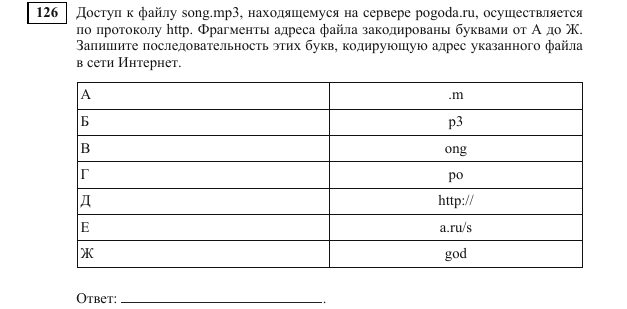 126 Доступ к файлу song.mp3, находящемуся на сервере pogoda.ru, осуществляется
по протоколу http. Фрагменты адреса файла закодированы буквами от А до Ж.
Запишите последовательность этих букв, кодирующую адрес указанного файла
в сети Интернет.
А .m
Б p3
В ong
Г po
Д http://
Е a.ru/s
Ж god
Ответ: ______________________________.